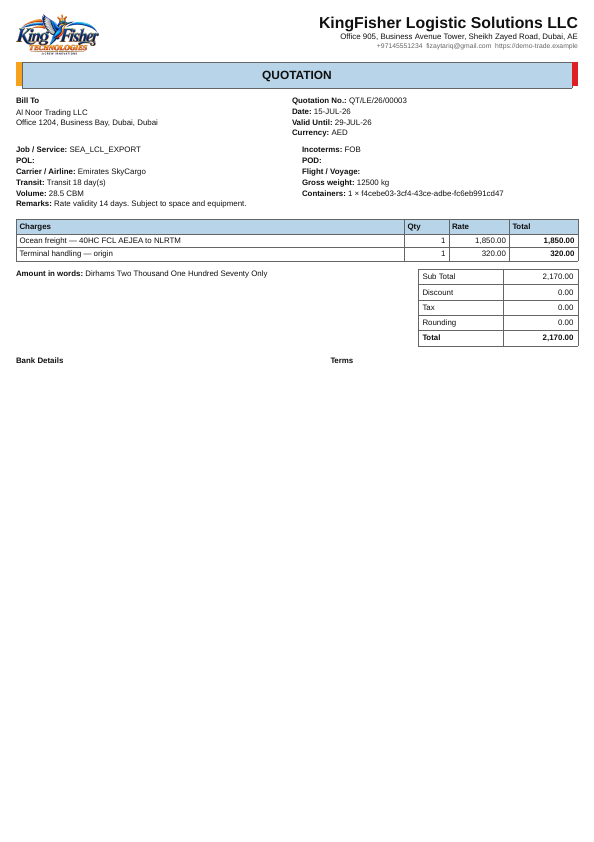 King Fisher
TECHNOLOGIES
KingFisher Logistic Solutions LLC
Office 905, Business Avenue Tower, Sheikh Zayed Road, Dubai, AE
+97145551234 fizaytariq@gmail.com https://demo-trade.example
QUOTATION
Bill To
Al Noor Trading LLC
Office 1204, Business Bay, Dubai, Dubai
Quotation No.: QT/LE/26/00003
Date: 15-JUL-26
Valid Until: 29-JUL-26
Currency: AED
Job / Service: SEA_LCL_EXPORT
Incoterms: FOB
POL:
POD:
Carrier / Airline: Emirates SkyCargo
Flight / Voyage:
Transit: Transit 18 day(s)
Gross weight: 12500 kg
Volume: 28.5 CBM
Containers: 1 × f4cebe03-3cf4-43ce-adbe-fc6eb991cd47
Remarks: Rate validity 14 days. Subject to space and equipment.
Charges Qty Rate Total
Ocean freight — 40HC FCL AEJEA to NLRTM 1 1,850.00 1,850.00
Terminal handling — origin 1 320.00 320.00
Amount in words: Dirhams Two Thousand One Hundred Seventy Only
Sub Total 2,170.00
Discount 0.00
Tax 0.00
Rounding 0.00
Total 2,170.00
Bank Details
Terms